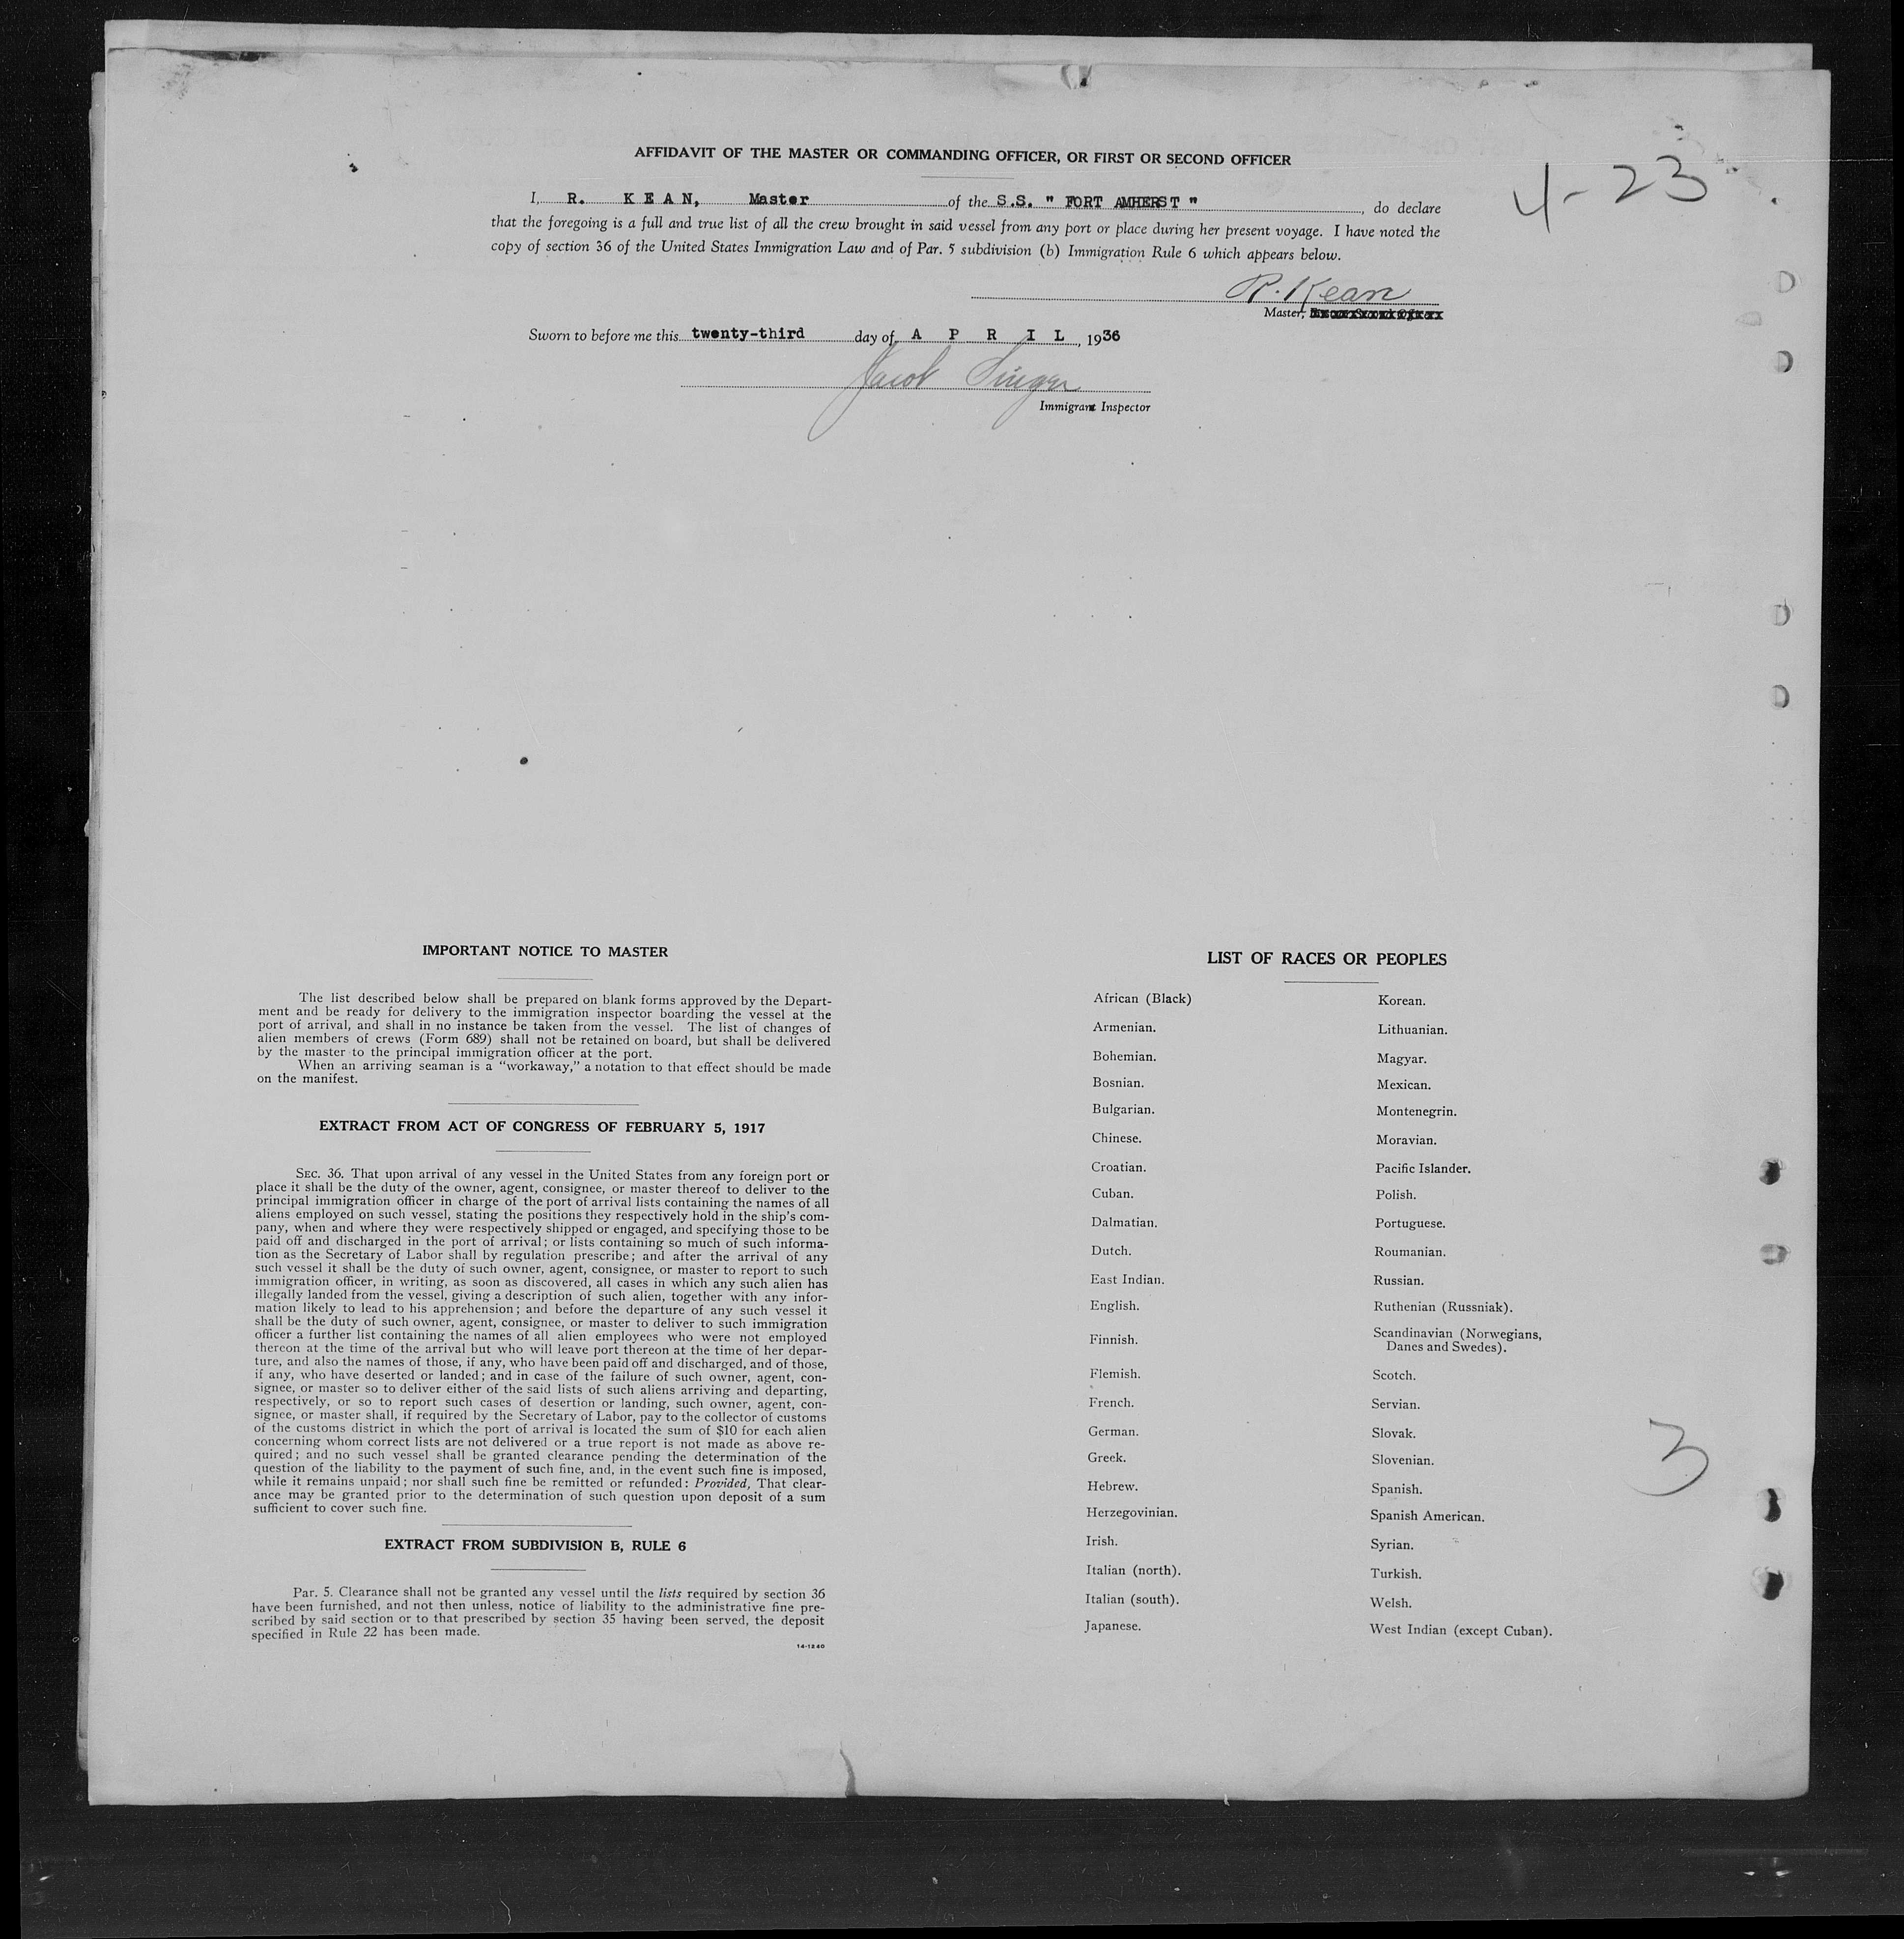 AFFIDAVIT OF THE MASTER OR COMMANDING OFFICER, OR FIRST OR SECOND OFFICER
4-23
I, R. KEAN, Master of the S.S. " FORT AMHERST ", do declare
that the foregoing is a full and true list of all the crew brought in said vessel from any port or place during her present voyage. I have noted the
copy of section 36 of the United States Immigration Law and of Par. 5 subdivision (b) Immigration Rule 6 which appears below.
R. Kean
Master,
Sworn to before me this twenty-third day of A P R I L, 1936
Jacob Singer
Immigrant Inspector
IMPORTANT NOTICE TO MASTER
The list described below shall be prepared on blank forms approved by the Depart-
ment and be ready for delivery to the immigration inspector boarding the vessel at the
port of arrival, and shall in no instance be taken from the vessel. The list of changes of
alien members of crews (Form 689) shall not be retained on board, but shall be delivered
by the master to the principal immigration officer at the port.
When an arriving seaman is a “workaway,” a notation to that effect should be made
on the manifest.
EXTRACT FROM ACT OF CONGRESS OF FEBRUARY 5, 1917
SEC. 36. That upon arrival of any vessel in the United States from any foreign port or
place it shall be the duty of the owner, agent, consignee, or master thereof to deliver to the
principal immigration officer in charge of the port of arrival lists containing the names of all
aliens employed on such vessel, stating the positions they respectively hold in the ship's com-
pany, when and where they were respectively shipped or engaged, and specifying those to be
paid off and discharged in the port of arrival; or lists containing so much of such informa-
tion as the Secretary of Labor shall by regulation prescribe; and after the arrival of any
such vessel it shall be the duty of such owner, agent, consignee, or master to report to such
immigration officer, in writing, as soon as discovered, all cases in which any such alien has
illegally landed from the vessel, giving a description of such alien, together with any infor-
mation likely to lead to his apprehension; and before the departure of any such vessel it
shall be the duty of such owner, agent, consignee, or master to deliver to such immigration
officer a further list containing the names of all alien employees who were not employed
thereon at the time of the arrival but who will leave port thereon at the time of her depar-
ture, and also the names of those, if any, who have been paid off and discharged, and of those,
if any, who have deserted or landed; and in case of the failure of such owner, agent, con-
signee, or master so to deliver either of the said lists of such aliens arriving and departing,
respectively, or so to report such cases of desertion or landing, such owner, agent, con-
signee, or master shall, if required by the Secretary of Labor, pay to the collector of customs
of the customs district in which the port of arrival is located the sum of $10 for each alien
concerning whom correct lists are not delivered or a true report is not made as above re-
quired; and no such vessel shall be granted clearance pending the determination of the
question of the liability to the payment of such fine, and, in the event such fine is imposed,
while it remains unpaid; nor shall such fine be remitted or refunded: Provided, That clear-
ance may be granted prior to the determination of such question upon deposit of a sum
sufficient to cover such fine.
EXTRACT FROM SUBDIVISION B, RULE 6
Par. 5. Clearance shall not be granted any vessel until the lists required by section 36
have been furnished, and not then unless, notice of liability to the administrative fine pre-
scribed by said section or to that prescribed by section 35 having been served, the deposit
specified in Rule 22 has been made.
14-1240
LIST OF RACES OR PEOPLES
African (Black)
Armenian.
Bohemian.
Bosnian.
Bulgarian.
Chinese.
Croatian.
Cuban.
Dalmatian.
Dutch.
East Indian.
English.
Finnish.
Flemish.
French.
German.
Greek.
Hebrew.
Herzegovinian.
Irish.
Italian (north).
Italian (south).
Japanese.
Korean.
Lithuanian.
Magyar.
Mexican.
Montenegrin.
Moravian.
Pacific Islander.
Polish.
Portuguese.
Roumanian.
Russian.
Ruthenian (Russniak).
Scandinavian (Norwegians,
Danes and Swedes).
Scotch.
Servian.
Slovak.
Slovenian.
Spanish.
Spanish American.
Syrian.
Turkish.
Welsh.
West Indian (except Cuban).
3